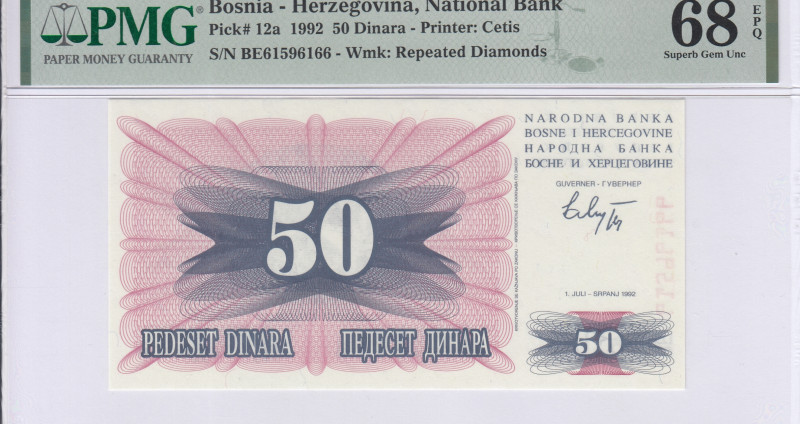 PMG
PAPER MONEY GUARANTY
Bosnia - Herzegovina, National Bank
Pick# 12a 1992 50 Dinara - Printer: Cetis
S/N BE61596166 - Wmk: Repeated Diamonds
68
EPQ
Superb Gem Unc
NARODNA BANKA
BOSNE I HERCEGOVINE
НАРОДНА БАНКА
БОСНЕ И ХЕРЦЕГОВИНЕ
GUVERNER - ГУВЕРНЕР
50
1. JULI – SRPANJ 1992
PEDESET DINARA
ПЕДЕСЕТ ДИНАРА
50